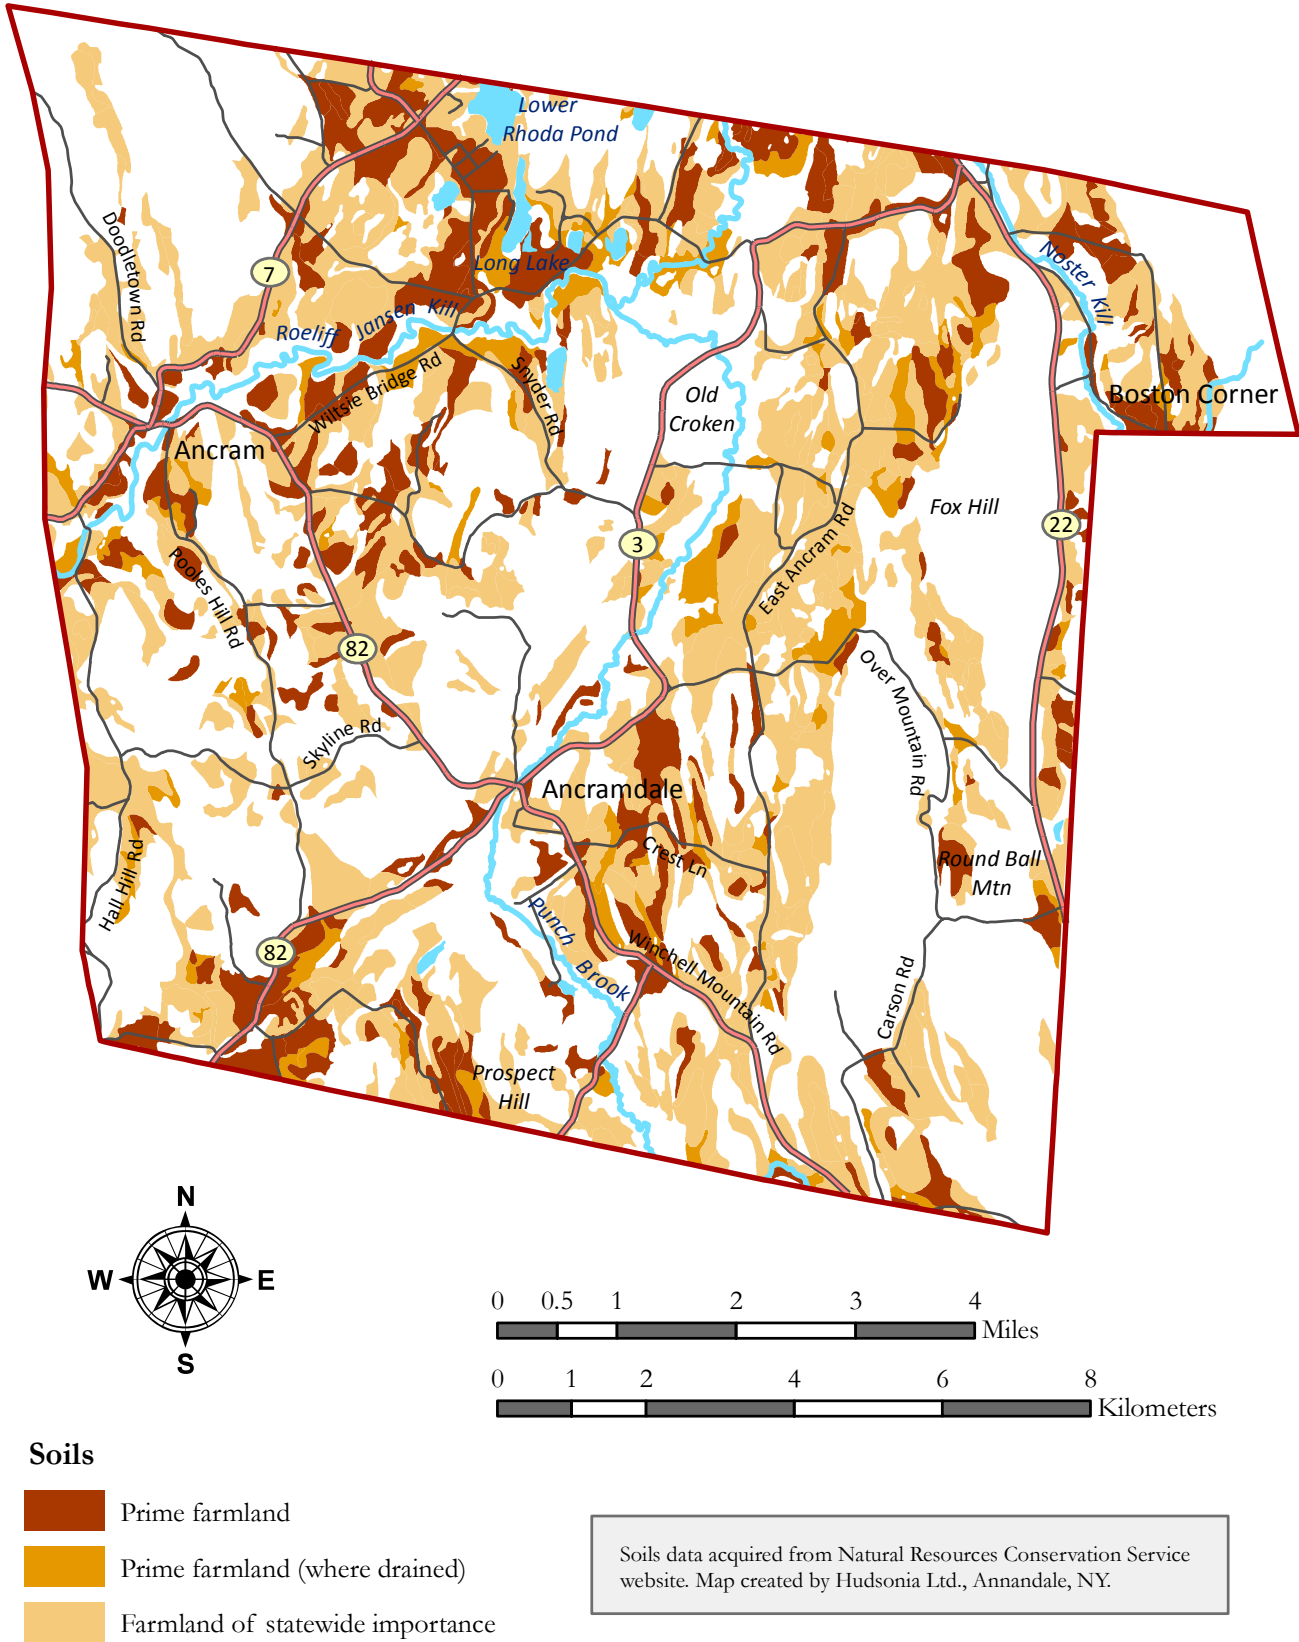 Lower
Rhoda Pond
Doodletown Rd
Noster Kill
Long Lake
7
Roeliff Jansen Kill
Snyder Rd
Wiltsie Bridge Rd
Old
Croken
Boston Corner
Ancram
Fox Hill
22
3
East Ancram Rd
Pooles Hill Rd
82
Over Mountain Rd
Skyline Rd
Ancramdale
Hall Hill Rd
Crest Ln
Round Ball
Mtn
Punch Brook
82
Winchell Mountain Rd
Carson Rd
Prospect
Hill
N
W E
S
0 0.5 1 2 3 4
Miles
0 1 2 4 6 8
Kilometers
Soils
Prime farmland
Prime farmland (where drained)
Farmland of statewide importance
Soils data acquired from Natural Resources Conservation Service
website. Map created by Hudsonia Ltd., Annandale, NY.